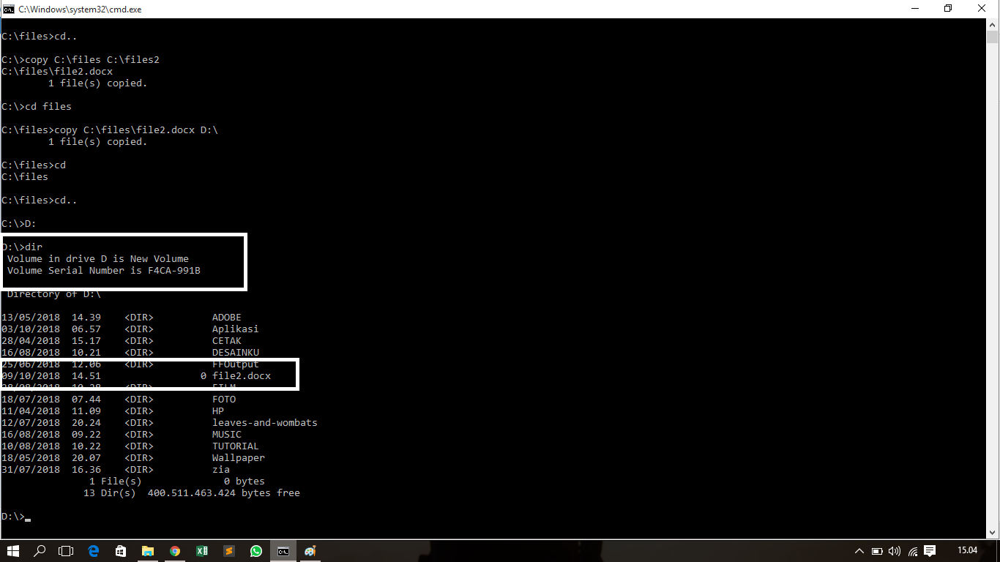 C:\Windows\system32\cmd.exe
C:\files>cd..
C:\>copy C:\files C:\files2
C:\files\file2.docx
        1 file(s) copied.
C:\>cd files
C:\files>copy C:\files\file2.docx D:\
        1 file(s) copied.
C:\files>cd
C:\files
C:\files>cd..
C:\>D:
D:\>dir
 Volume in drive D is New Volume
 Volume Serial Number is F4CA-991B
 Directory of D:\
13/05/2018  14.39    <DIR>          ADOBE
03/10/2018  06.57    <DIR>          Aplikasi
28/04/2018  15.17    <DIR>          CETAK
16/08/2018  10.21    <DIR>          DESAINKU
25/06/2018  12.06    <DIR>          FFOutput
09/10/2018  14.51                 0 file2.docx
28/08/2018  10.28    <DIR>          FILM
18/07/2018  07.44    <DIR>          FOTO
11/04/2018  11.09    <DIR>          HP
12/07/2018  20.24    <DIR>          leaves-and-wombats
16/08/2018  09.22    <DIR>          MUSIC
10/08/2018  10.22    <DIR>          TUTORIAL
18/05/2018  20.07    <DIR>          Wallpaper
31/07/2018  16.36    <DIR>          zia
               1 File(s)              0 bytes
              13 Dir(s)  400.511.463.424 bytes free
D:\>_
15.04